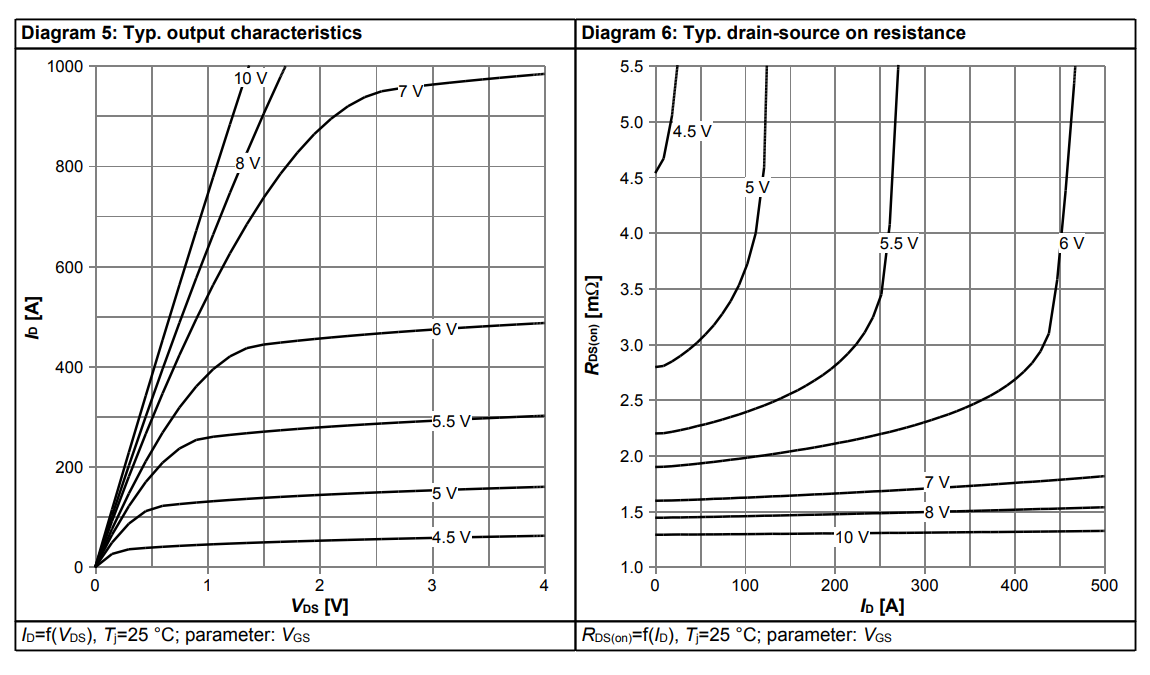 Diagram 5: Typ. output characteristics
1000
800
600
400
200
0
0 1 2 3 4
ID [A]
VDS [V]
10 V
8 V
7 V
6 V
5.5 V
5 V
4.5 V
ID=f(VDS), Tj=25 °C; parameter: VGS
Diagram 6: Typ. drain-source on resistance
5.5
5.0
4.5
4.0
3.5
3.0
2.5
2.0
1.5
1.0
0 100 200 300 400 500
RDS(on) [mΩ]
ID [A]
4.5 V
5 V
5.5 V
6 V
7 V
8 V
10 V
RDS(on)=f(ID), Tj=25 °C; parameter: VGS